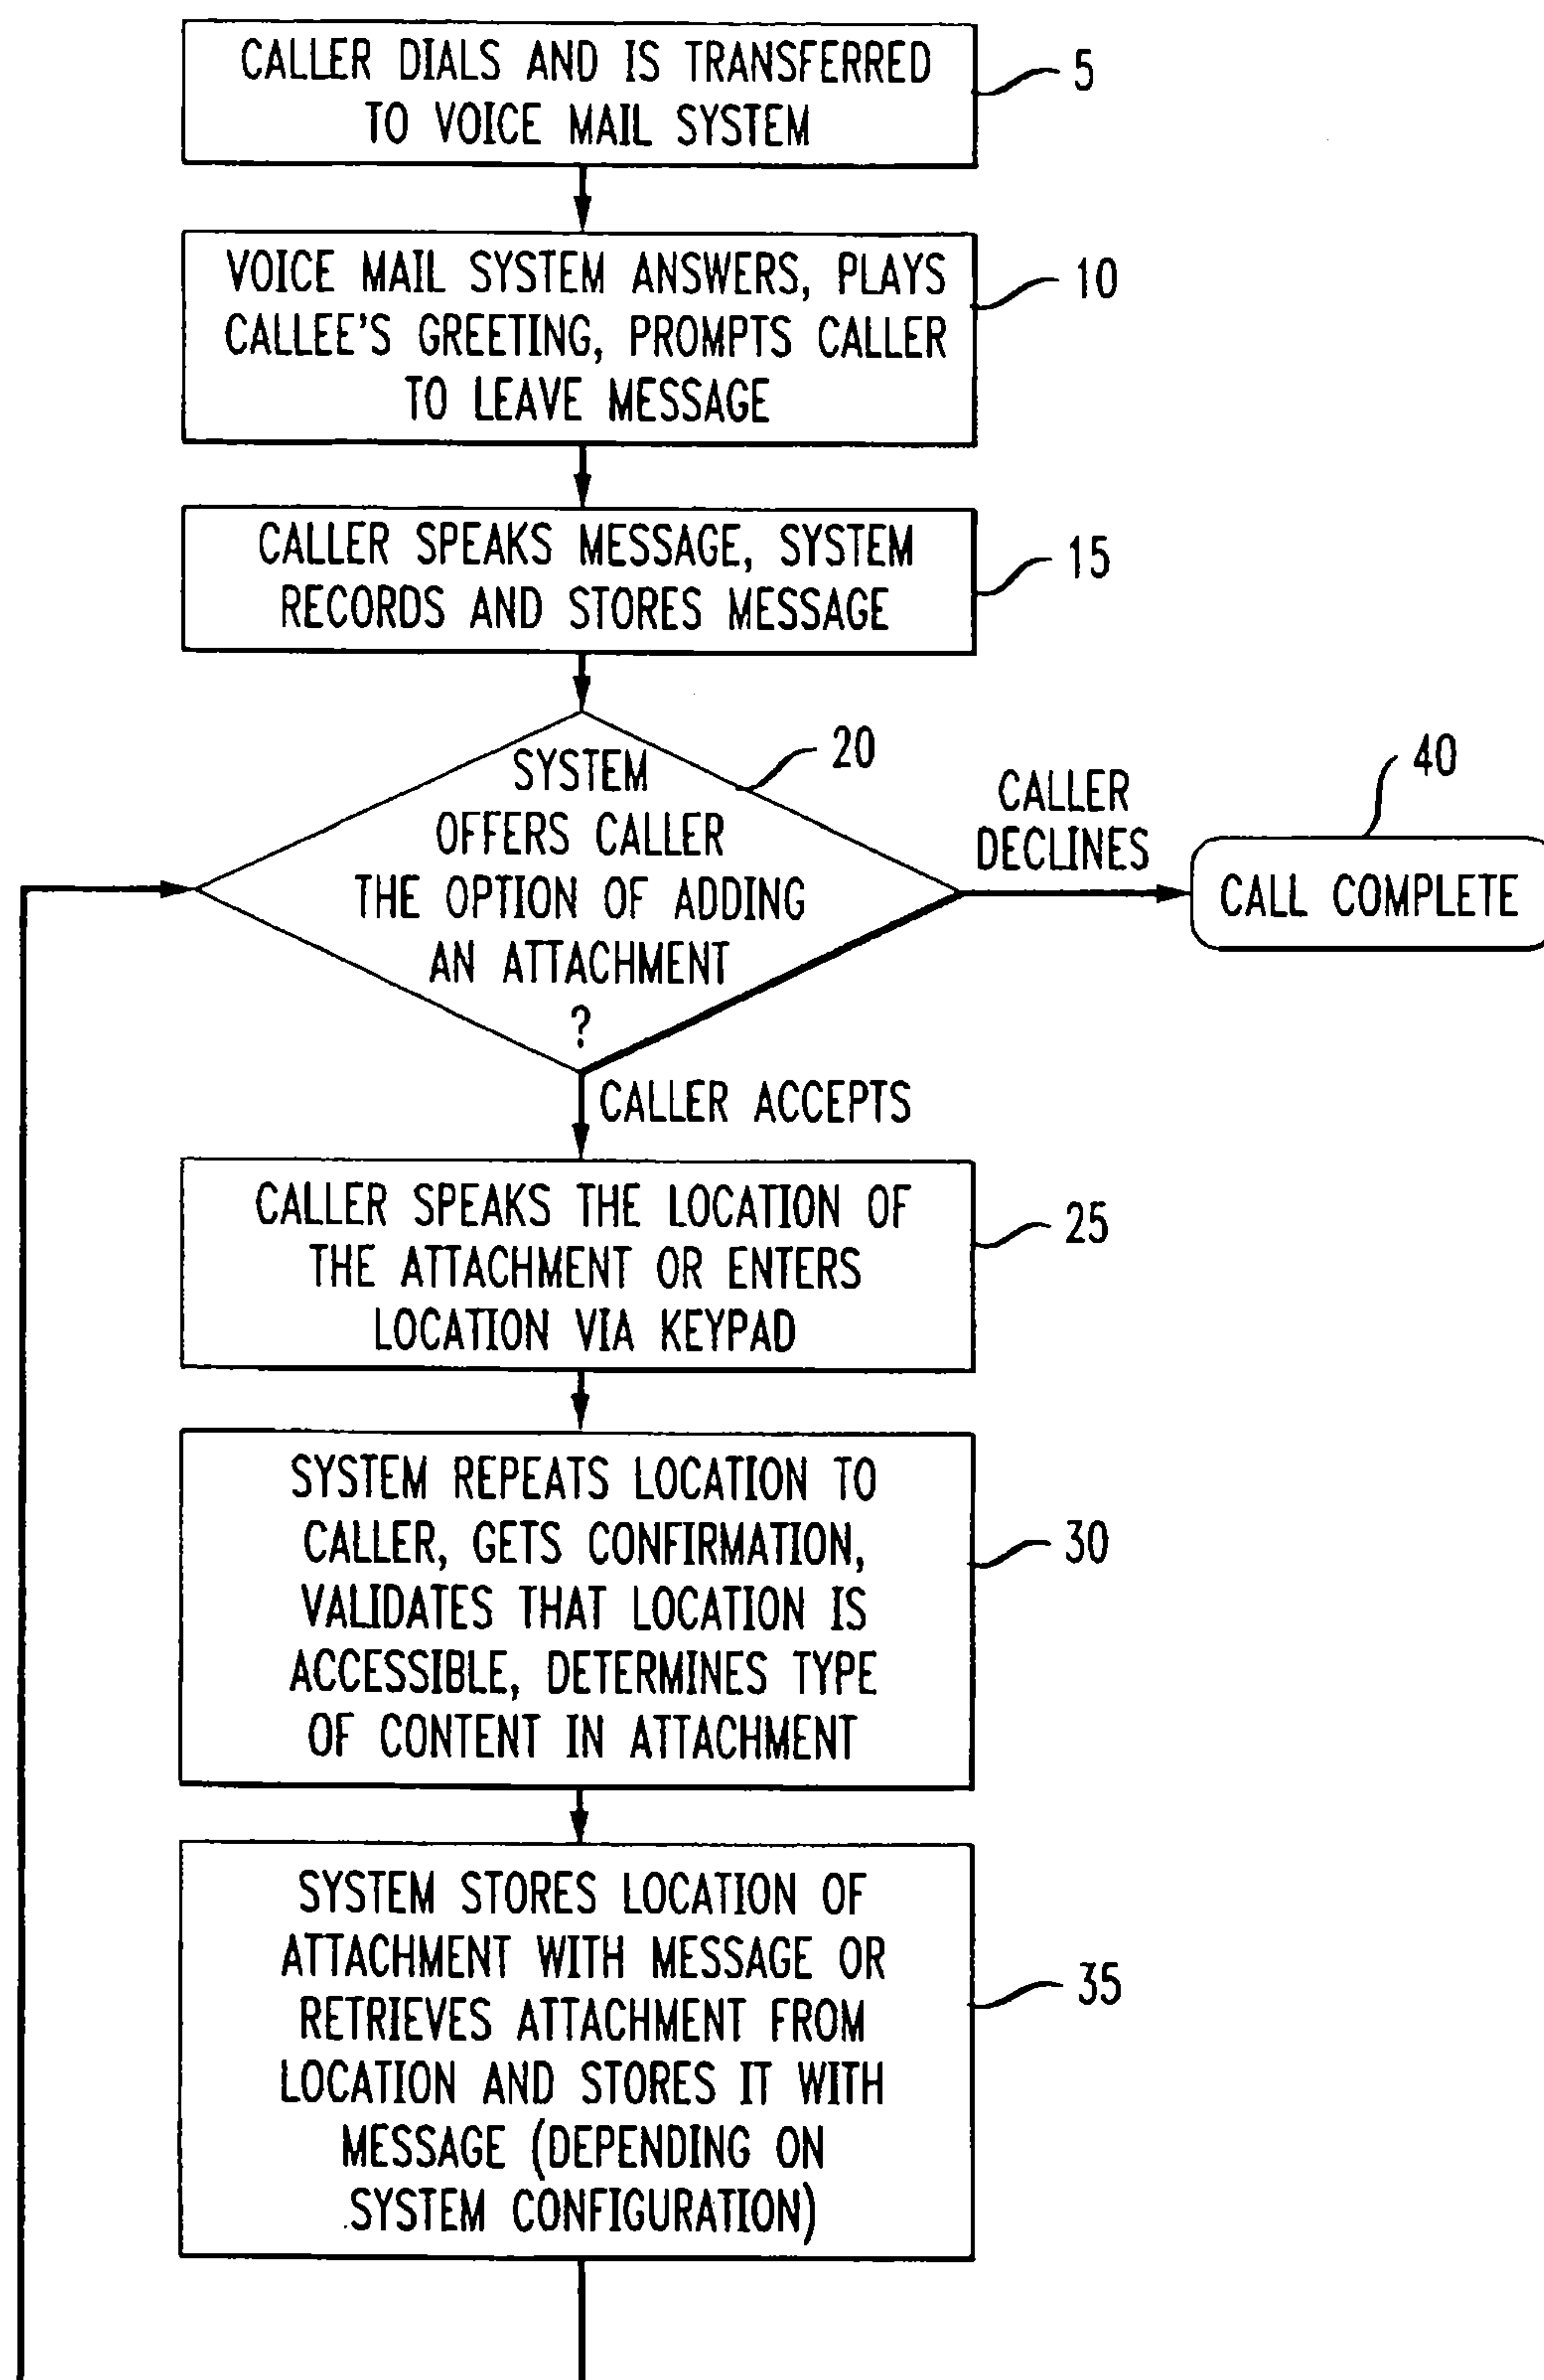 CALLER DIALS AND IS TRANSFERRED
TO VOICE MAIL SYSTEM
5
VOICE MAIL SYSTEM ANSWERS, PLAYS
CALLEE'S GREETING, PROMPTS CALLER
TO LEAVE MESSAGE
10
CALLER SPEAKS MESSAGE, SYSTEM
RECORDS AND STORES MESSAGE
15
SYSTEM
OFFERS CALLER
THE OPTION OF ADDING
AN ATTACHMENT
?
20
CALLER
DECLINES
40
CALL COMPLETE
CALLER ACCEPTS
CALLER SPEAKS THE LOCATION OF
THE ATTACHMENT OR ENTERS
LOCATION VIA KEYPAD
25
SYSTEM REPEATS LOCATION TO
CALLER, GETS CONFIRMATION,
VALIDATES THAT LOCATION IS
ACCESSIBLE, DETERMINES TYPE
OF CONTENT IN ATTACHMENT
30
SYSTEM STORES LOCATION OF
ATTACHMENT WITH MESSAGE OR
RETRIEVES ATTACHMENT FROM
LOCATION AND STORES IT WITH
MESSAGE (DEPENDING ON
SYSTEM CONFIGURATION)
35